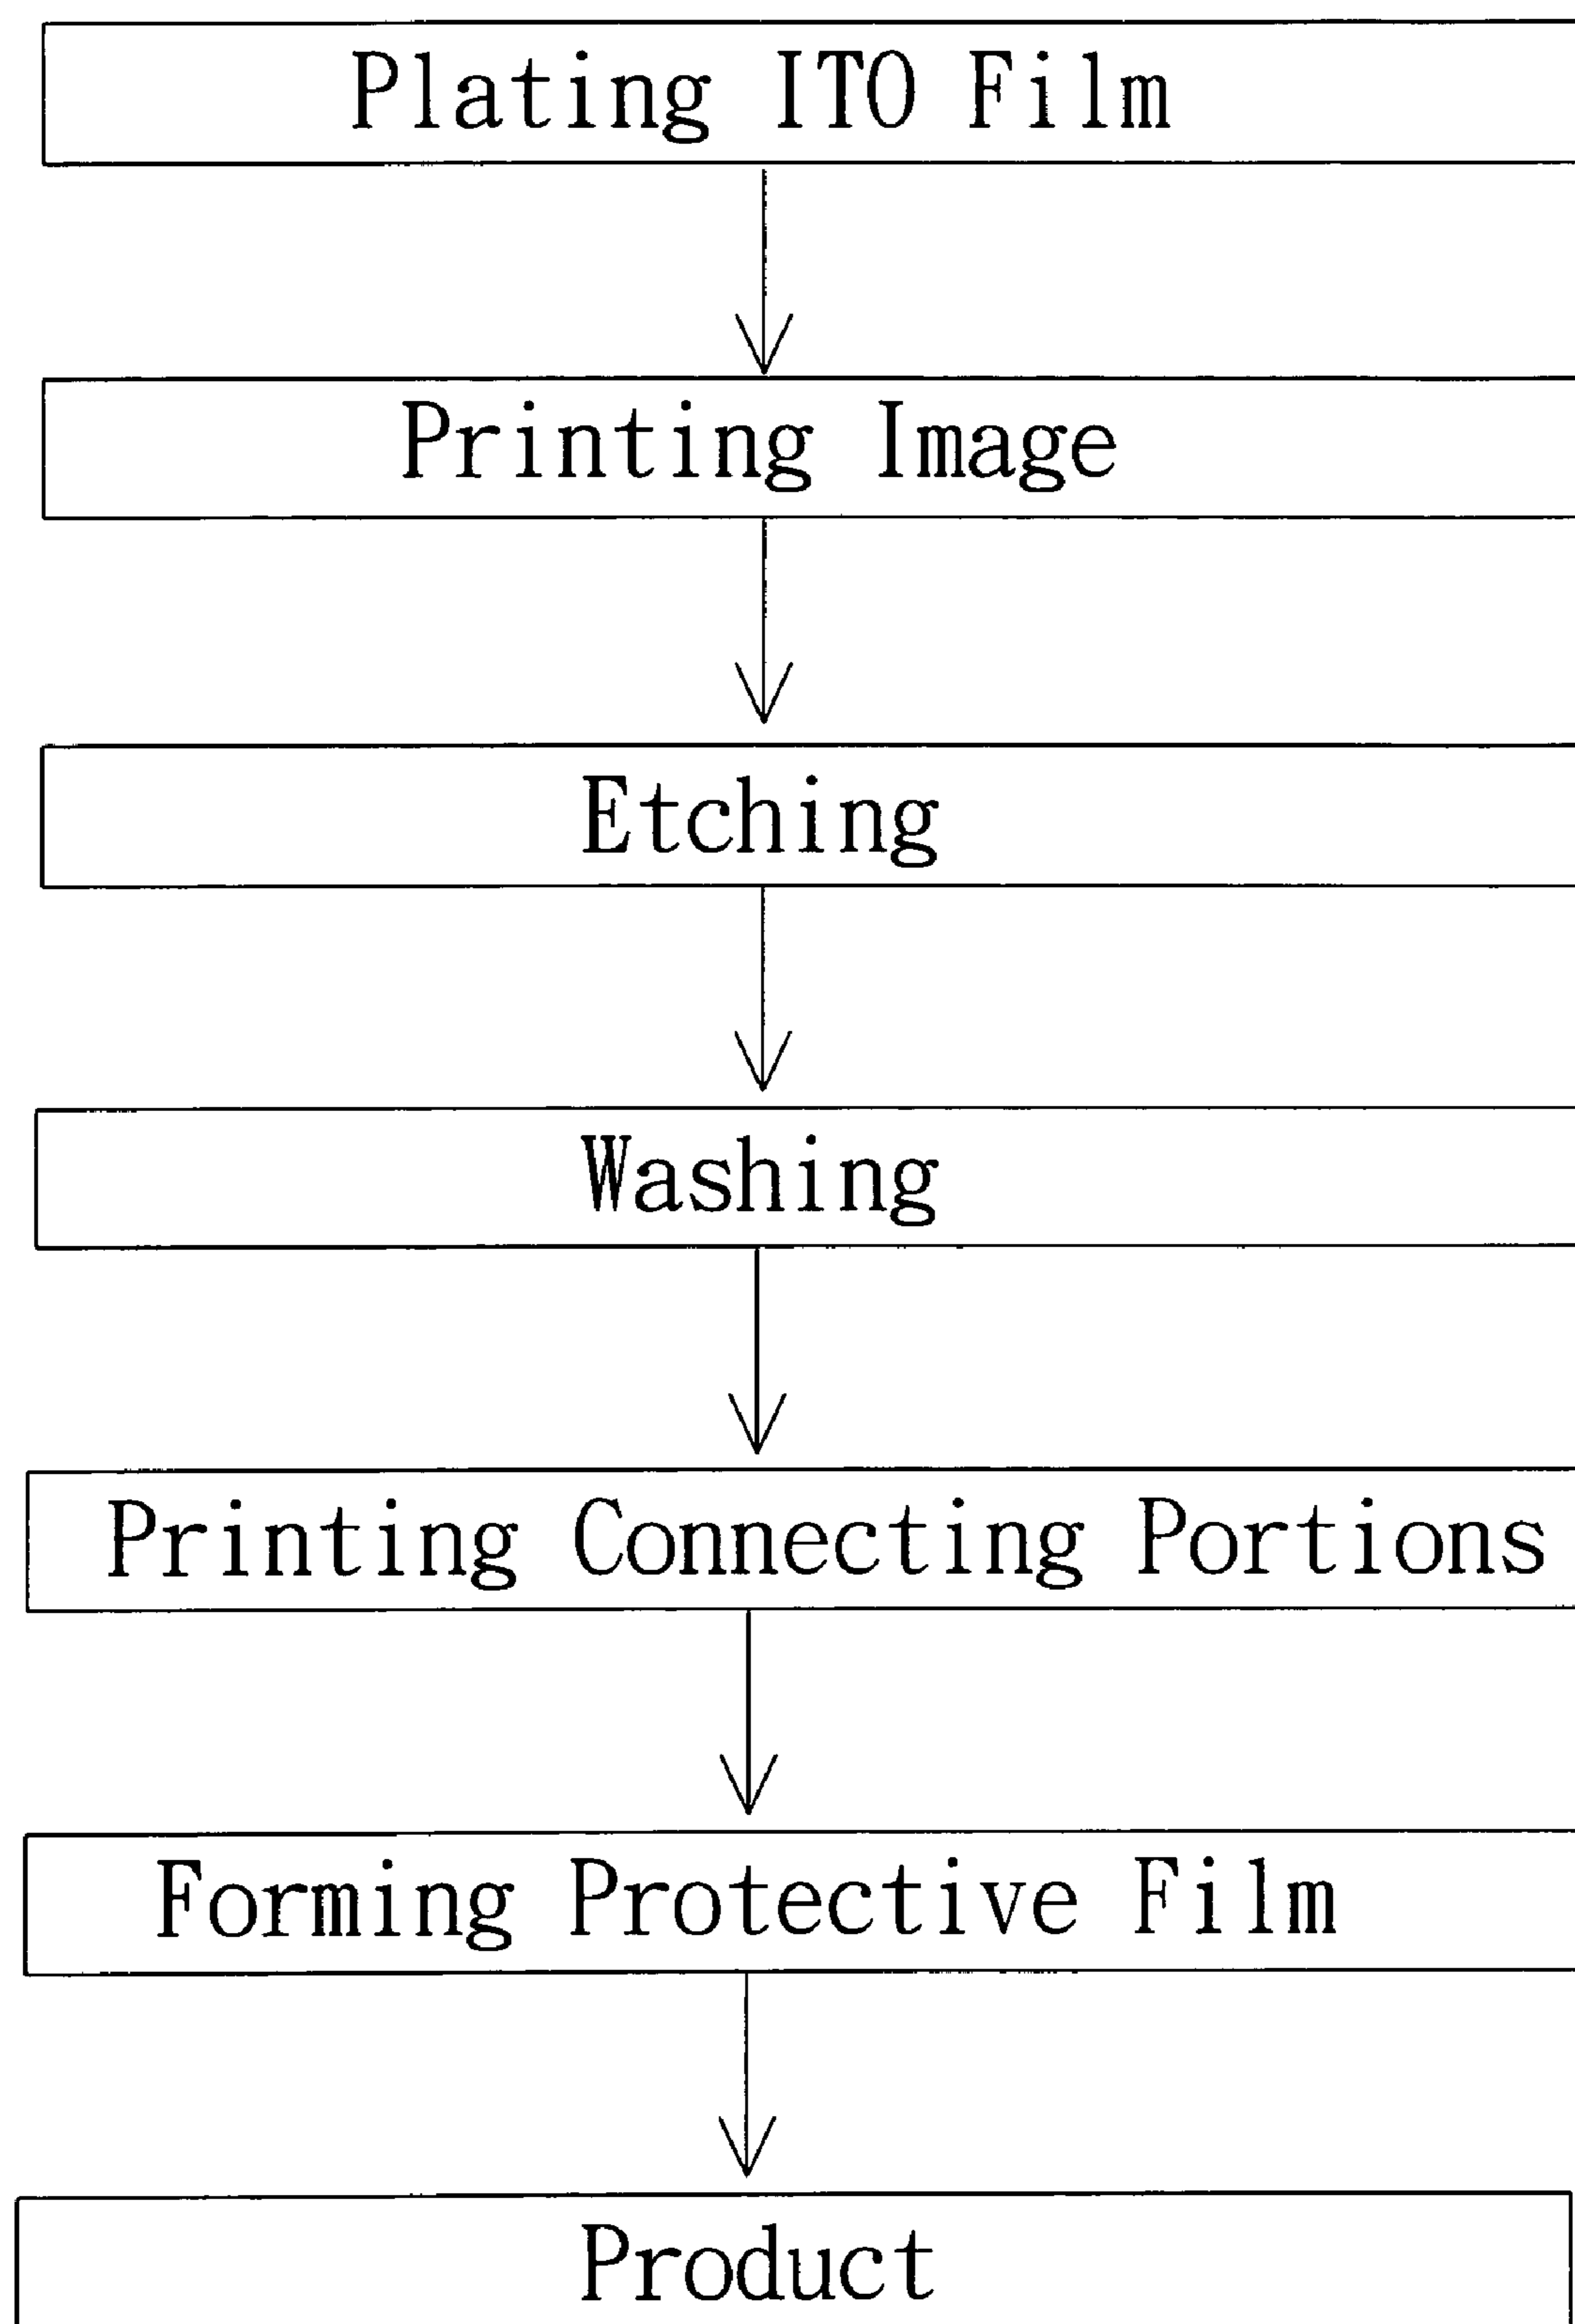 Plating ITO Film
Printing Image
Etching
Washing
Printing Connecting Portions
Forming Protective Film
Product